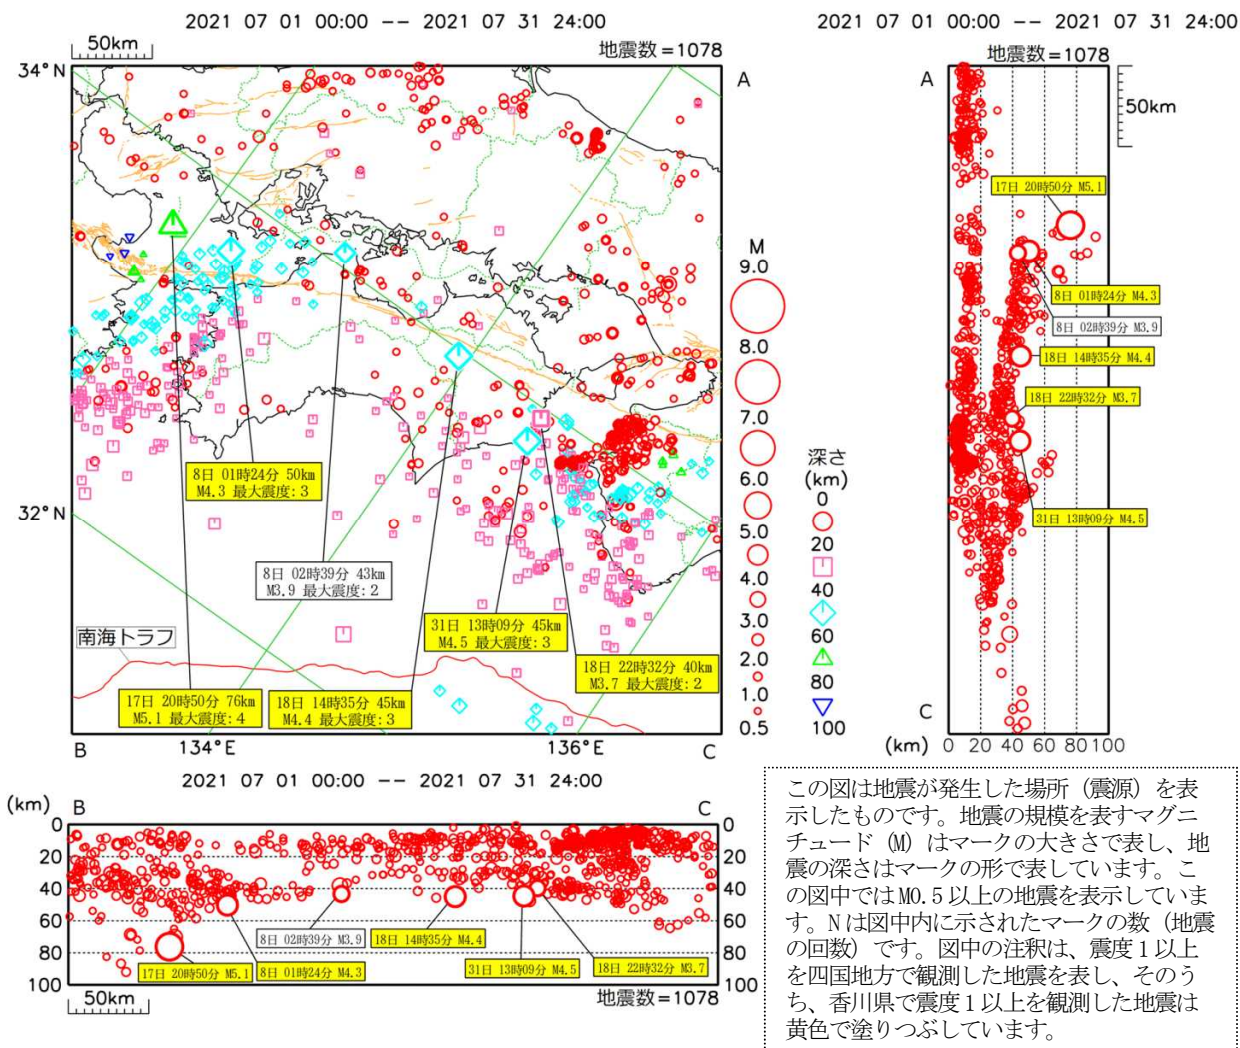 2021 07 01 00:00 -- 2021 07 31 24:00
50km
地震数=1078
34°N
32°N
134°E
136°E
A
B
C
8日 01時24分 50km
M4.3 最大震度:3
8日 02時39分 43km
M3.9 最大震度:2
31日 13時09分 45km
M4.5 最大震度:3
18日 22時32分 40km
M3.7 最大震度:2
南海トラフ
17日 20時50分 76km
M5.1 最大震度:4
18日 14時35分 45km
M4.4 最大震度:3
M
9.0
8.0
7.0
6.0
5.0
4.0
3.0
2.0
1.0
0.5
深さ
(km)
0
20
40
60
80
100
2021 07 01 00:00 -- 2021 07 31 24:00
地震数=1078
A
50km
17日 20時50分 M5.1
8日 01時24分 M4.3
8日 02時39分 M3.9
18日 14時35分 M4.4
18日 22時32分 M3.7
31日 13時09分 M4.5
C
(km) 0 20 40 60 80 100
2021 07 01 00:00 -- 2021 07 31 24:00
(km) B C
0 0
20 20
40 40
60 60
80 80
100 100
8日 02時39分 M3.9
18日 14時35分 M4.4
17日 20時50分 M5.1
8日 01時24分 M4.3
31日 13時09分 M4.5
18日 22時32分 M3.7
50km
地震数=1078
この図は地震が発生した場所（震源）を表
示したものです。地震の規模を表すマグニ
チュード（M）はマークの大きさで表し、地
震の深さはマークの形で表しています。こ
の図中ではM0.5以上の地震を表示していま
す。Nは図中内に示されたマークの数（地震
の回数）です。図中の注釈は、震度１以上
を四国地方で観測した地震を表し、そのう
ち、香川県で震度１以上を観測した地震は
黄色で塗りつぶしています。